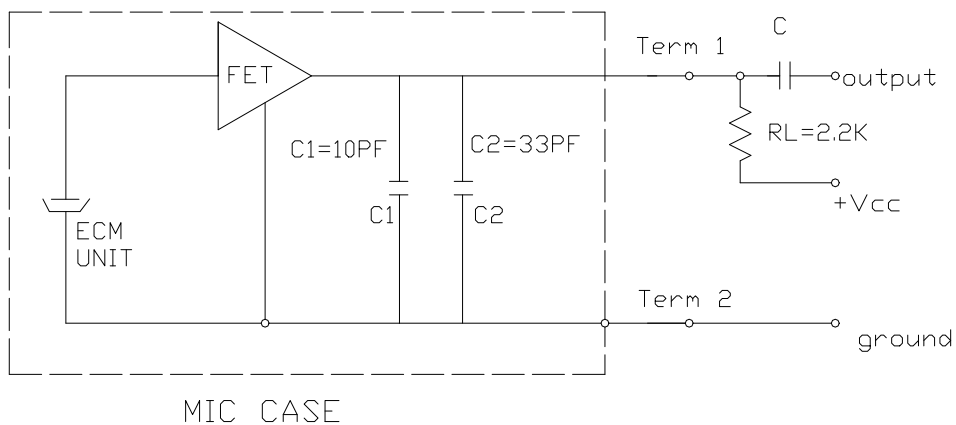 C
Term 1
FET
output
C1=10PF
C2=33PF
RL=2.2K
+Vcc
C1
C2
ECM
UNIT
Term 2
ground
MIC CASE